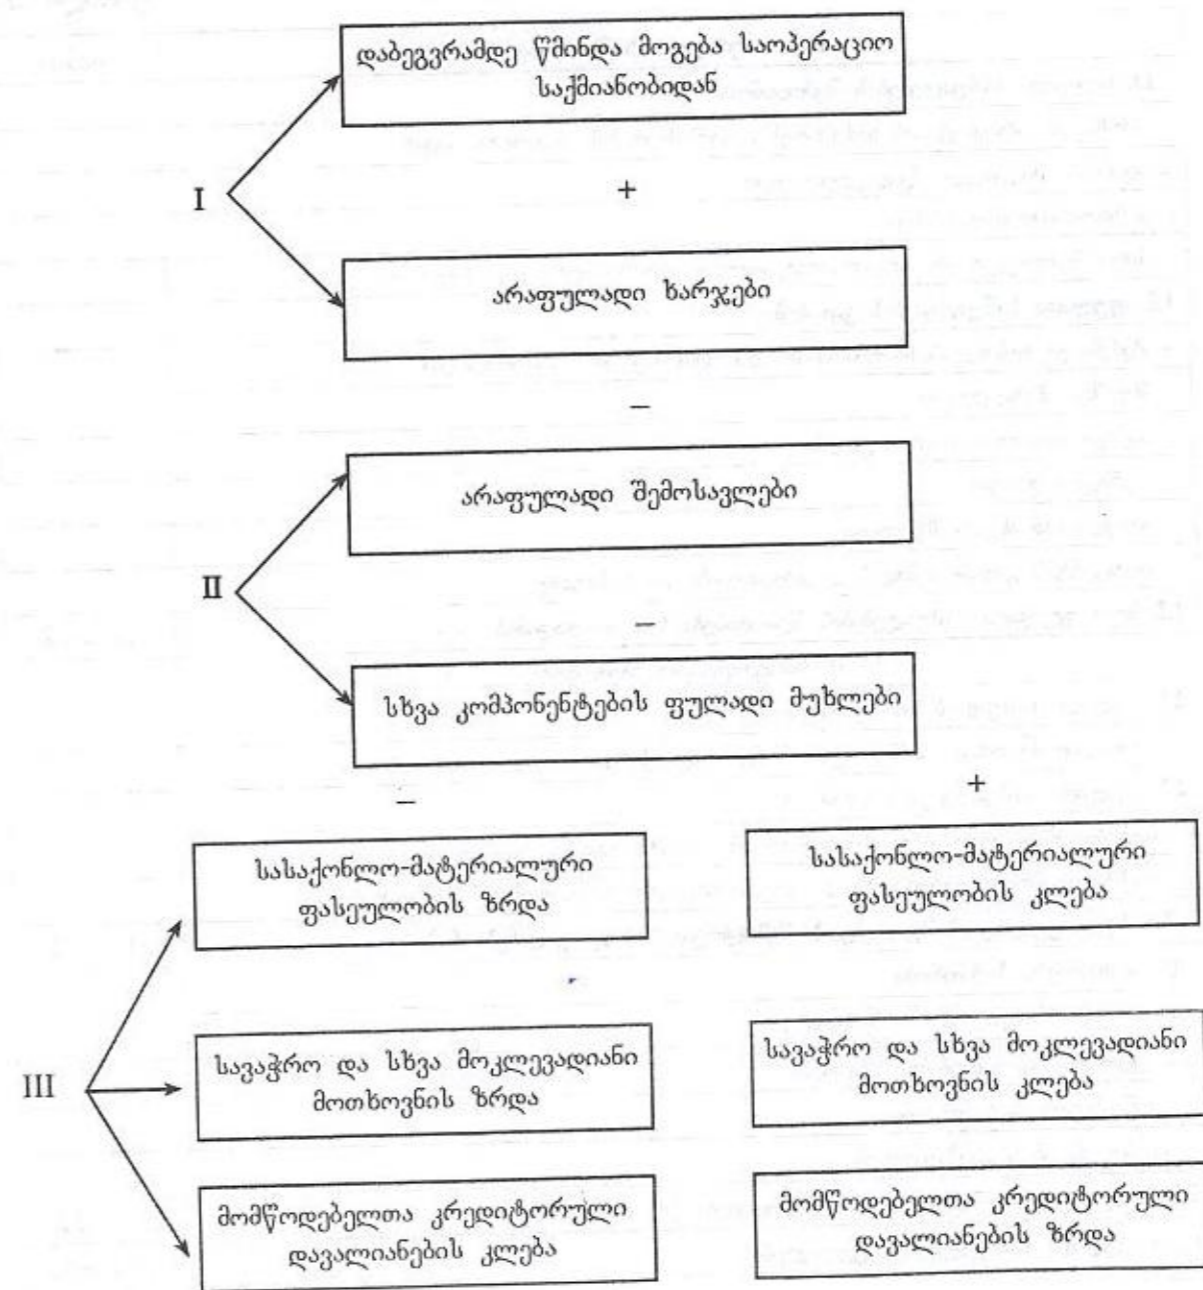 დაბეგვრამდე წმინდა მოგება საოპერაციო
საქმიანობიდან
I
+
არაფულადი ხარჯები
–
არაფულადი შემოსავლები
II
–
სხვა კომპონენტების ფულადი მუხლები
–
+
სასაქონლო-მატერიალური
ფასეულობის ზრდა
სასაქონლო-მატერიალური
ფასეულობის კლება
III
სავაჭრო და სხვა მოკლევადიანი
მოთხოვნის ზრდა
სავაჭრო და სხვა მოკლევადიანი
მოთხოვნის კლება
მომწოდებელთა კრედიტორული
დავალიანების კლება
მომწოდებელთა კრედიტორული
დავალიანების ზრდა